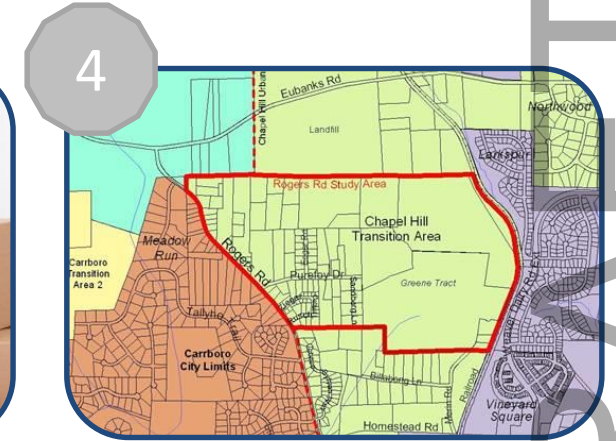 4
Eubanks Rd
Chapel Hill Urban
Landfill
Northwood
Larkspur
Rogers Rd Study Area
Chapel Hill
Transition Area
Meadow
Run
Rogers Rd
Purefoy Dr
Sandberg Ln
Greene Tract
Carrboro
Transition
Area 2
Tallyho Trail
Carrboro
City Limits
Billabong Ln
Railroad
Vineyard
Square
Homestead Rd